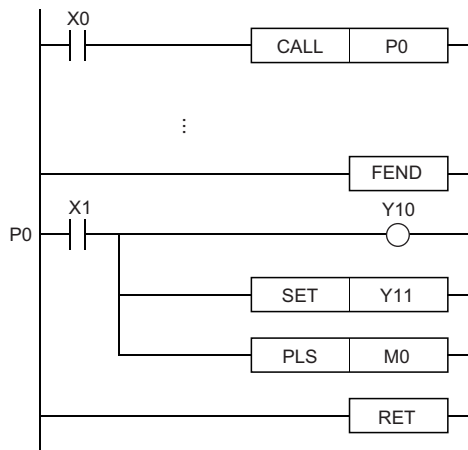 X0
CALL P0
⋮
FEND
X1 Y10
P0
SET Y11
PLS M0
RET